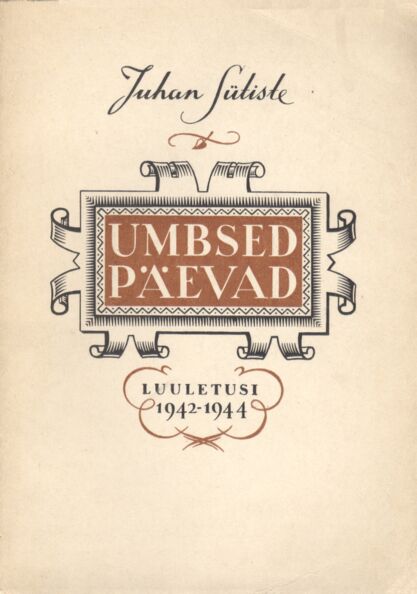 Juhan Sütiste
UMBSED
PÄEVAD
LUULETUSI
1942-1944